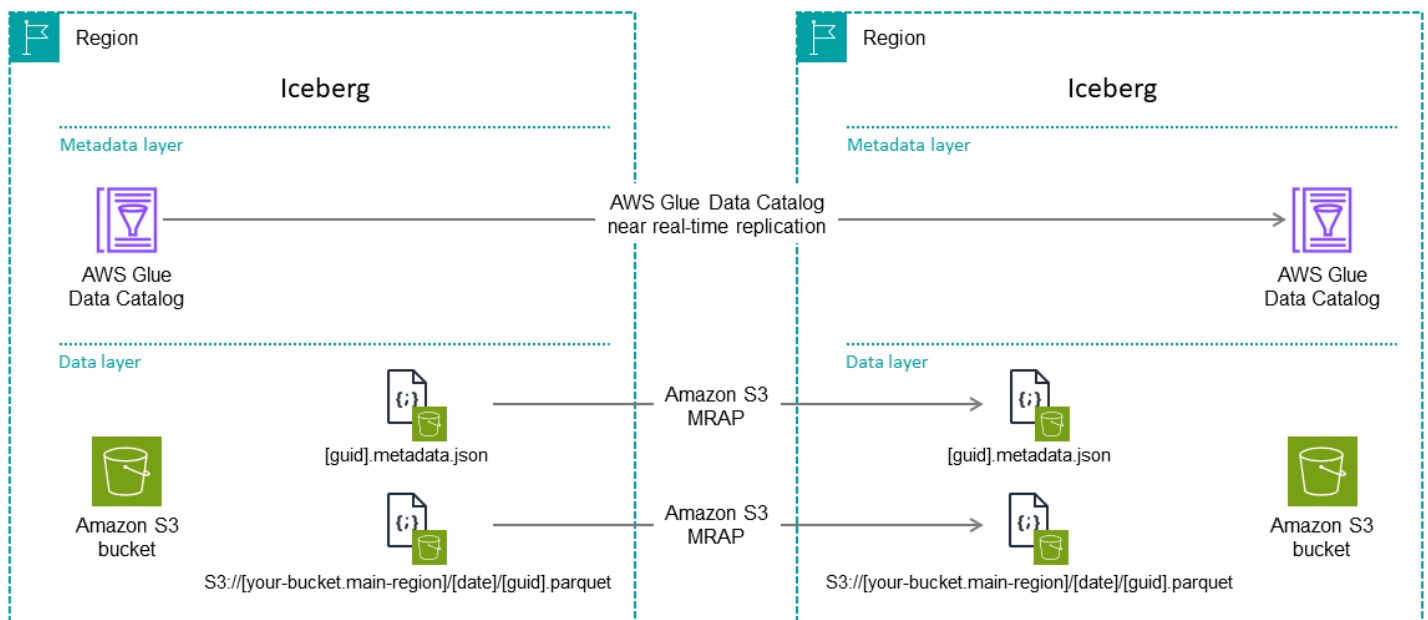 Region
Iceberg
Metadata layer
AWS Glue
Data Catalog
AWS Glue Data Catalog
near real-time replication
Data layer
{;}
[guid].metadata.json
Amazon S3
bucket
{;}
S3://[your-bucket.main-region]/[date]/[guid].parquet
Amazon S3
MRAP
Amazon S3
MRAP
Region
Iceberg
Metadata layer
AWS Glue
Data Catalog
Data layer
{;}
[guid].metadata.json
{;}
S3://[your-bucket.main-region]/[date]/[guid].parquet
Amazon S3
bucket